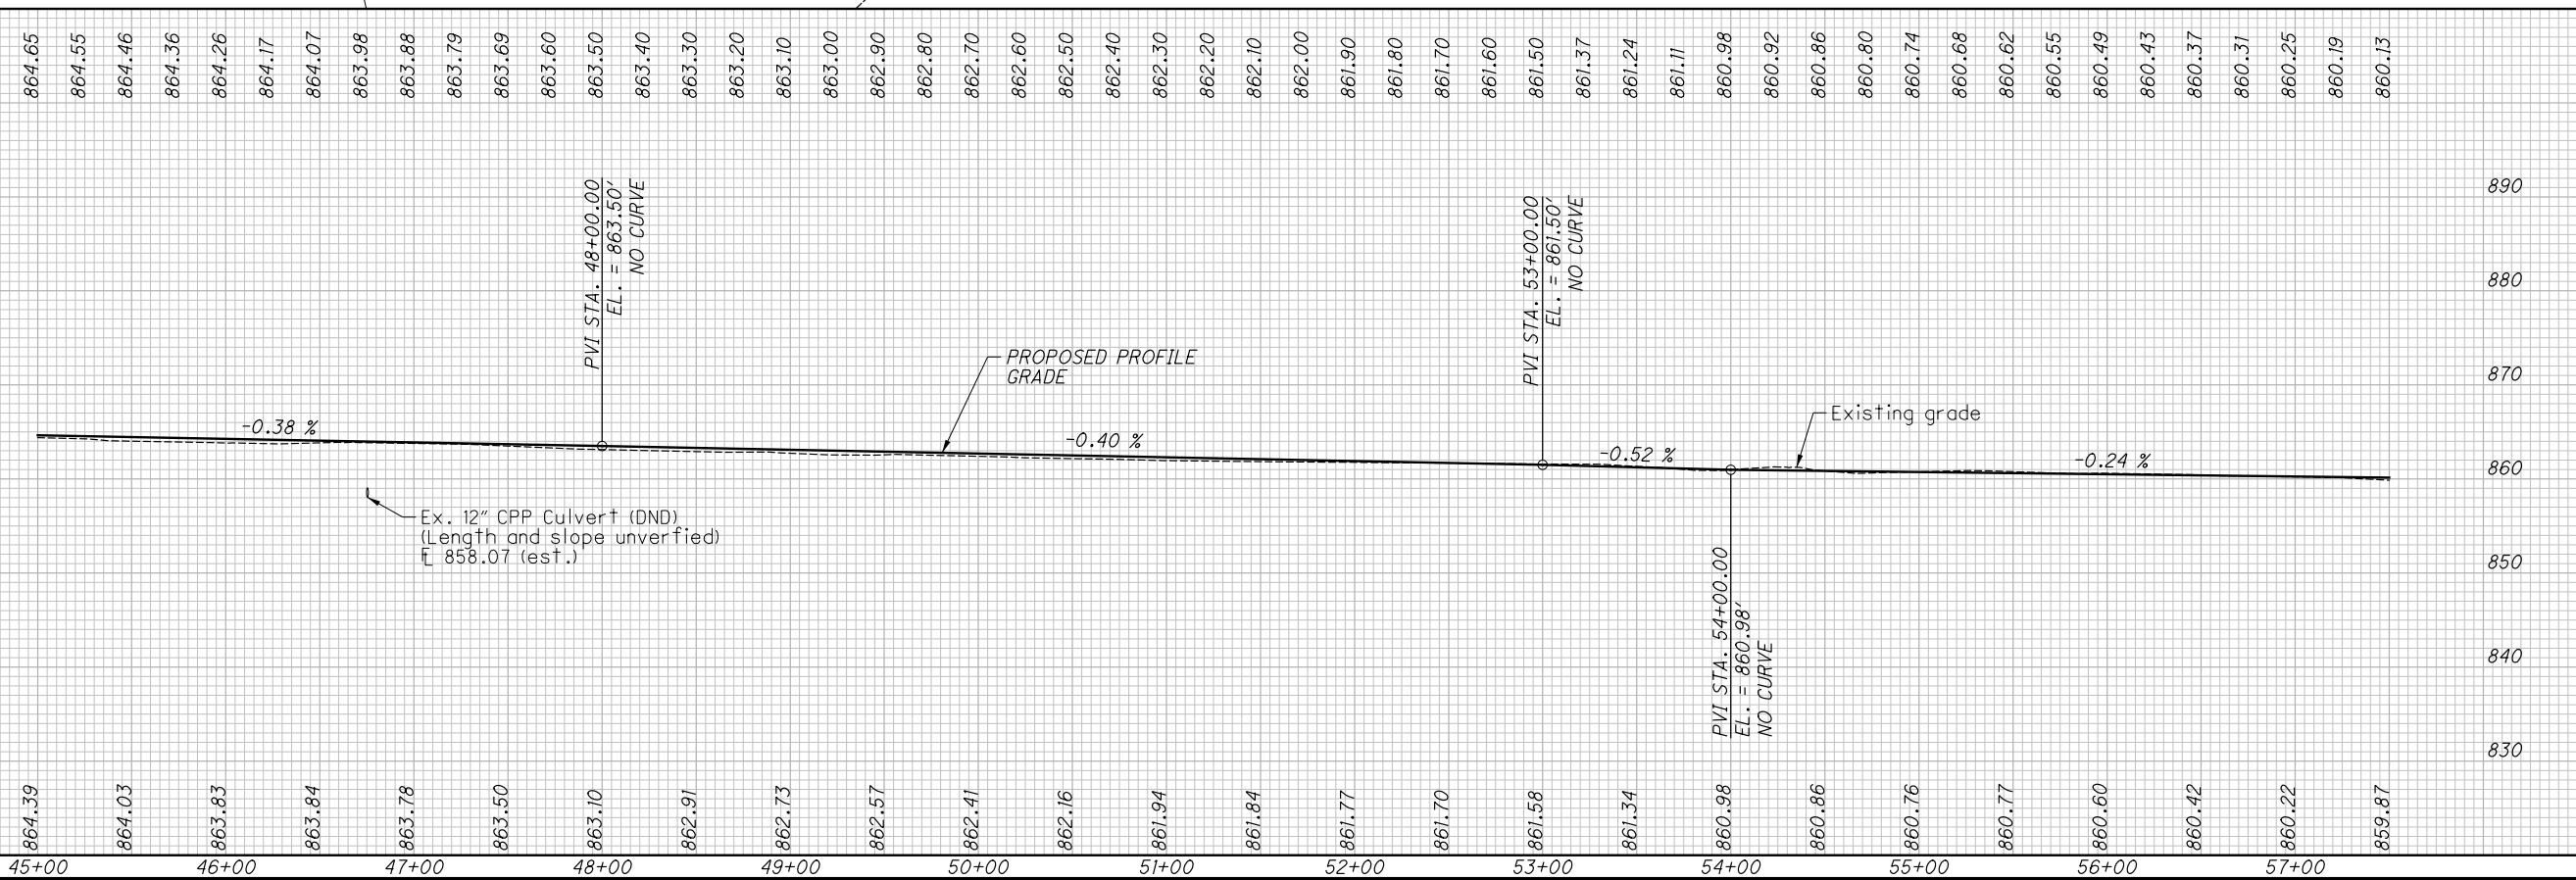 864.65 864.55 864.46 864.36 864.26 864.17 864.07 863.98 863.88 863.79 863.69 863.60 863.50 863.40 863.30 863.20 863.10 863.00 862.90 862.80 862.70 862.60 862.50 862.40 862.30 862.20 862.10 862.00 861.90 861.80 861.70 861.60 861.50 861.37 861.24 861.11 860.98 860.92 860.86 860.80 860.74 860.68 860.62 860.55 860.49 860.43 860.37 860.31 860.25 860.19 860.13
PVI STA. 48+00.00
EL. = 863.50'
NO CURVE
PVI STA. 53+00.00
EL. = 861.50'
NO CURVE
890
880
870
860
850
840
830
PROPOSED PROFILE
GRADE
Existing grade
-0.38 %
-0.40 %
-0.52 %
-0.24 %
Ex. 12" CPP Culvert (DND)
(Length and slope unverfied)
FL 858.07 (est.)
PVI STA. 54+00.00
EL. = 860.98'
NO CURVE
864.39 864.03 863.83 863.84 863.78 863.50 863.10 862.91 862.73 862.57 862.41 862.16 861.94 861.84 861.77 861.70 861.58 861.34 860.98 860.86 860.76 860.77 860.60 860.42 860.22 859.87
45+00 46+00 47+00 48+00 49+00 50+00 51+00 52+00 53+00 54+00 55+00 56+00 57+00